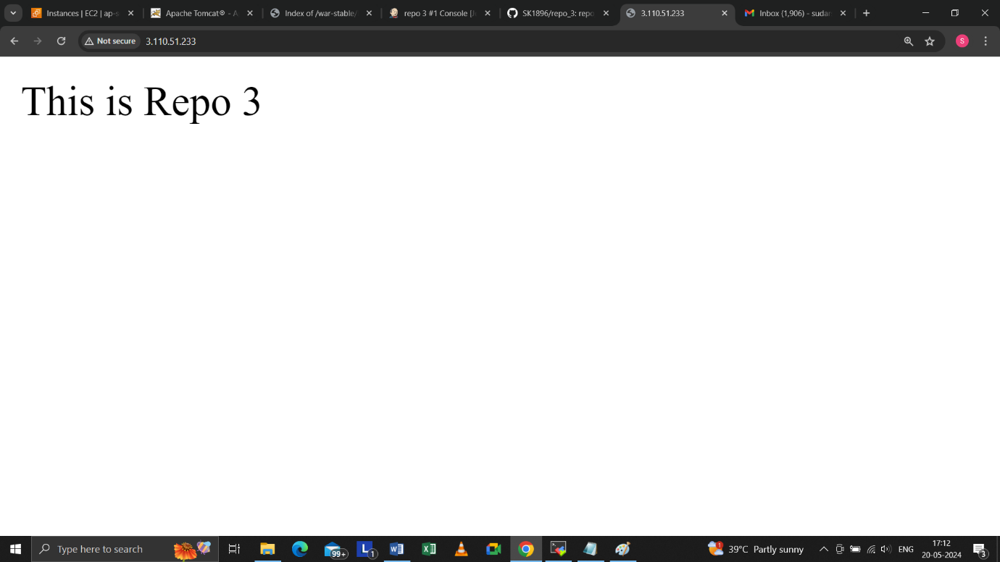 Instances | EC2 | ap-s
Apache Tomcat® - A
Index of /war-stable/
repo 3 #1 Console [Je
SK1896/repo_3: repo
3.110.51.233
Inbox (1,906) - sudar
Not secure
3.110.51.233
S
This is Repo 3
Type here to search
99+
L
1
1
39°C Partly sunny
ENG
17:12
20-05-2024
3